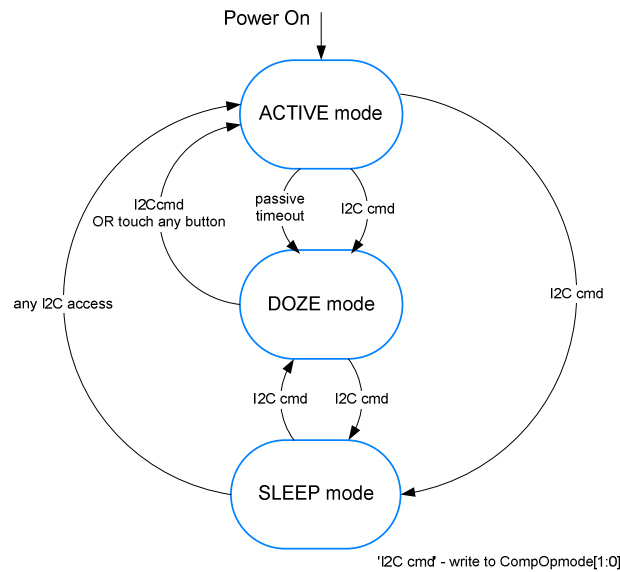 Power On
ACTIVE mode
I2Ccmd
OR touch any button
passive
timeout
I2C cmd
any I2C access
DOZE mode
I2C cmd
I2C cmd
I2C cmd
SLEEP mode
'I2C cmd' - write to CompOpmode[1:0]